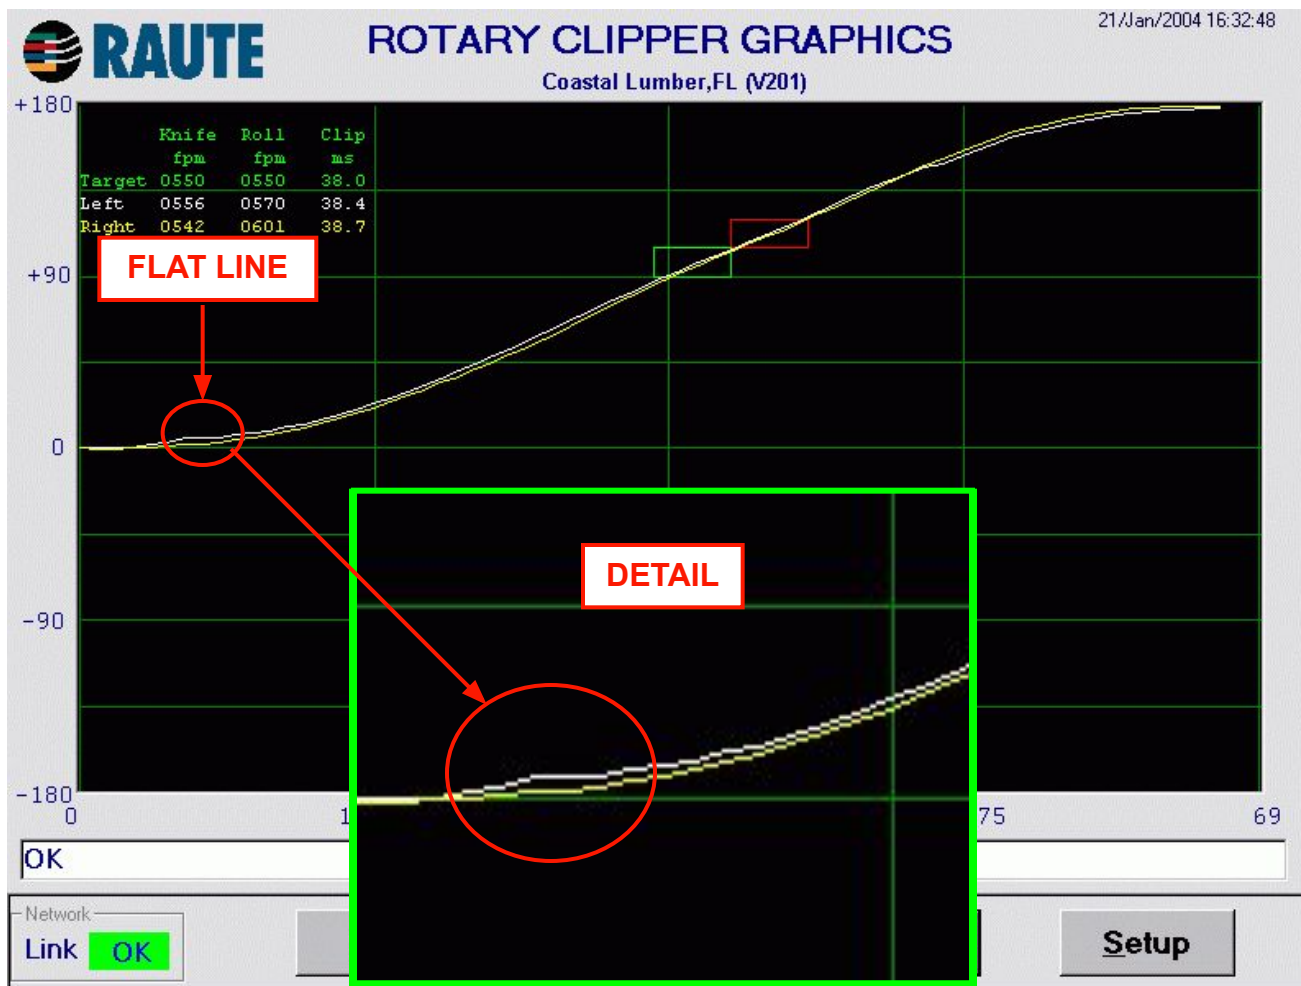 RAUTE
ROTARY CLIPPER GRAPHICS
21/Jan/2004 16:32:48
Coastal Lumber,FL (V201)
+180
Knife Roll Clip
fpm fpm ms
Target 0550 0550 38.0
Left 0556 0570 38.4
Right 0542 0601 38.7
FLAT LINE
+90
0
DETAIL
-90
-180
0 1 75 69
OK
Network
Link OK
Setup